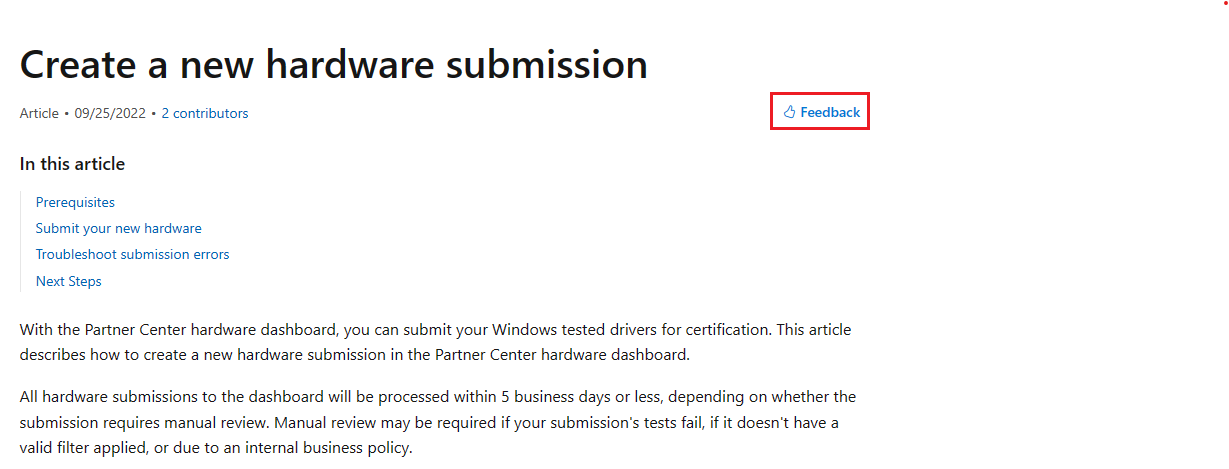 Create a new hardware submission
Article • 09/25/2022 • 2 contributors
Feedback
In this article
Prerequisites
Submit your new hardware
Troubleshoot submission errors
Next Steps
With the Partner Center hardware dashboard, you can submit your Windows tested drivers for certification. This article
describes how to create a new hardware submission in the Partner Center hardware dashboard.
All hardware submissions to the dashboard will be processed within 5 business days or less, depending on whether the
submission requires manual review. Manual review may be required if your submission's tests fail, if it doesn't have a
valid filter applied, or due to an internal business policy.